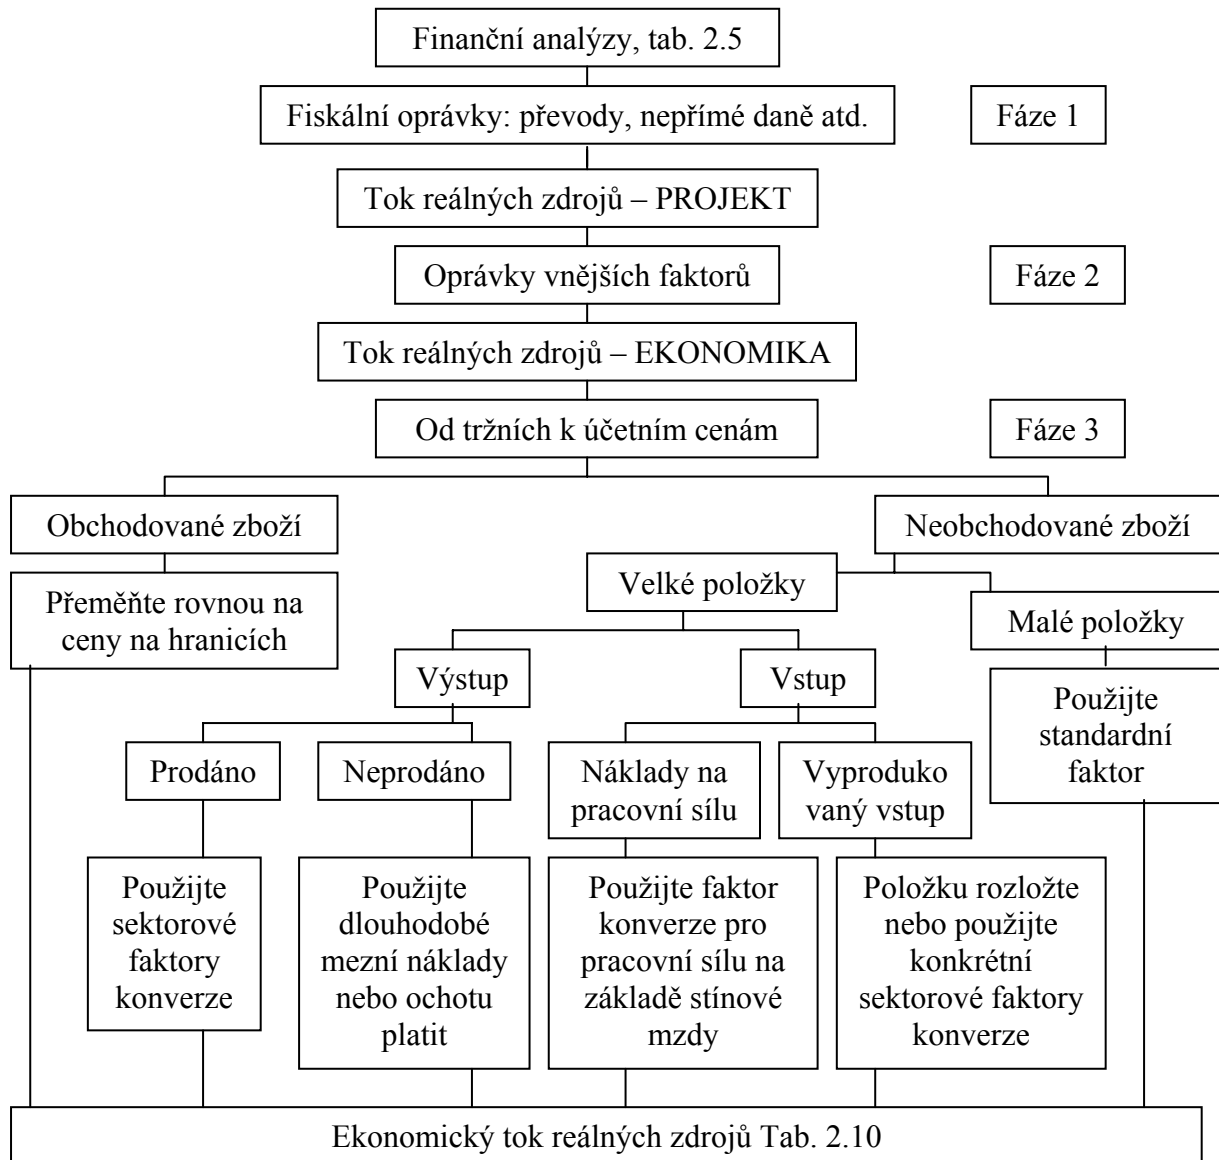 Finanční analýzy, tab. 2.5
Fiskální oprávky: převody, nepřímé daně atd.
Fáze 1
Tok reálných zdrojů – PROJEKT
Oprávky vnějších faktorů
Fáze 2
Tok reálných zdrojů – EKONOMIKA
Od tržních k účetním cenám
Fáze 3
Obchodované zboží
Neobchodované zboží
Přeměňte rovnou na
ceny na hranicích
Velké položky
Malé položky
Výstup
Vstup
Použijte
standardní
faktor
Prodáno
Neprodáno
Náklady na
pracovní sílu
Vyproduko
vaný vstup
Použijte
sektorové
faktory
konverze
Použijte
dlouhodobé
mezní náklady
nebo ochotu
platit
Použijte faktor
konverze pro
pracovní sílu na
základě stínové
mzdy
Položku rozložte
nebo použijte
konkrétní
sektorové faktory
konverze
Ekonomický tok reálných zdrojů Tab. 2.10